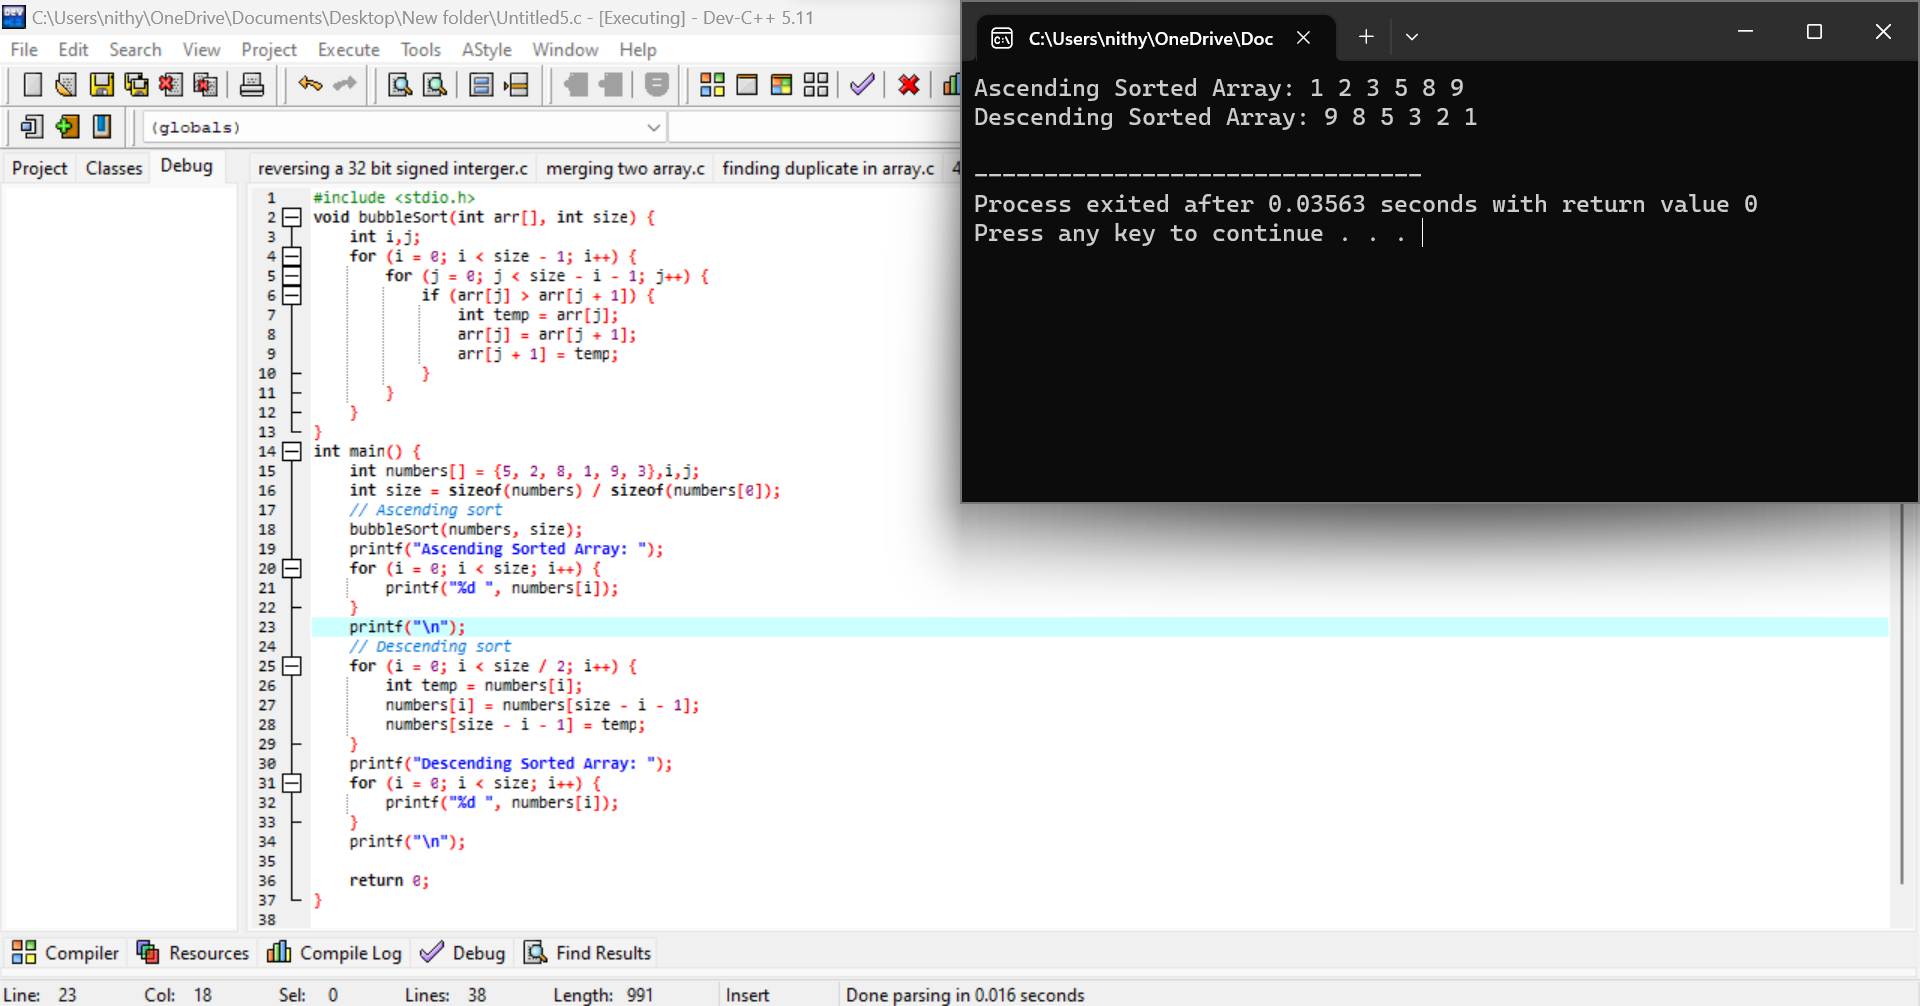 C:\Users\nithy\OneDrive\Documents\Desktop\New folder\Untitled5.c - [Executing] - Dev-C++ 5.11
File Edit Search View Project Execute Tools AStyle Window Help
(globals)
Project Classes Debug
reversing a 32 bit signed interger.c merging two array.c finding duplicate in array.c 4
1 #include <stdio.h>
2 void bubbleSort(int arr[], int size) {
3     int i,j;
4     for (i = 0; i < size - 1; i++) {
5         for (j = 0; j < size - i - 1; j++) {
6             if (arr[j] > arr[j + 1]) {
7                 int temp = arr[j];
8                 arr[j] = arr[j + 1];
9                 arr[j + 1] = temp;
10             }
11         }
12     }
13 }
14 int main() {
15     int numbers[] = {5, 2, 8, 1, 9, 3},i,j;
16     int size = sizeof(numbers) / sizeof(numbers[0]);
17     // Ascending sort
18     bubbleSort(numbers, size);
19     printf("Ascending Sorted Array: ");
20     for (i = 0; i < size; i++) {
21         printf("%d ", numbers[i]);
22     }
23     printf("\n");
24     // Descending sort
25     for (i = 0; i < size / 2; i++) {
26         int temp = numbers[i];
27         numbers[i] = numbers[size - i - 1];
28         numbers[size - i - 1] = temp;
29     }
30     printf("Descending Sorted Array: ");
31     for (i = 0; i < size; i++) {
32         printf("%d ", numbers[i]);
33     }
34     printf("\n");
35
36     return 0;
37 }
38
C:\Users\nithy\OneDrive\Doc
Ascending Sorted Array: 1 2 3 5 8 9
Descending Sorted Array: 9 8 5 3 2 1
--------------------------------
Process exited after 0.03563 seconds with return value 0
Press any key to continue . . .
Compiler Resources Compile Log Debug Find Results
Line: 23 Col: 18 Sel: 0 Lines: 38 Length: 991 Insert Done parsing in 0.016 seconds